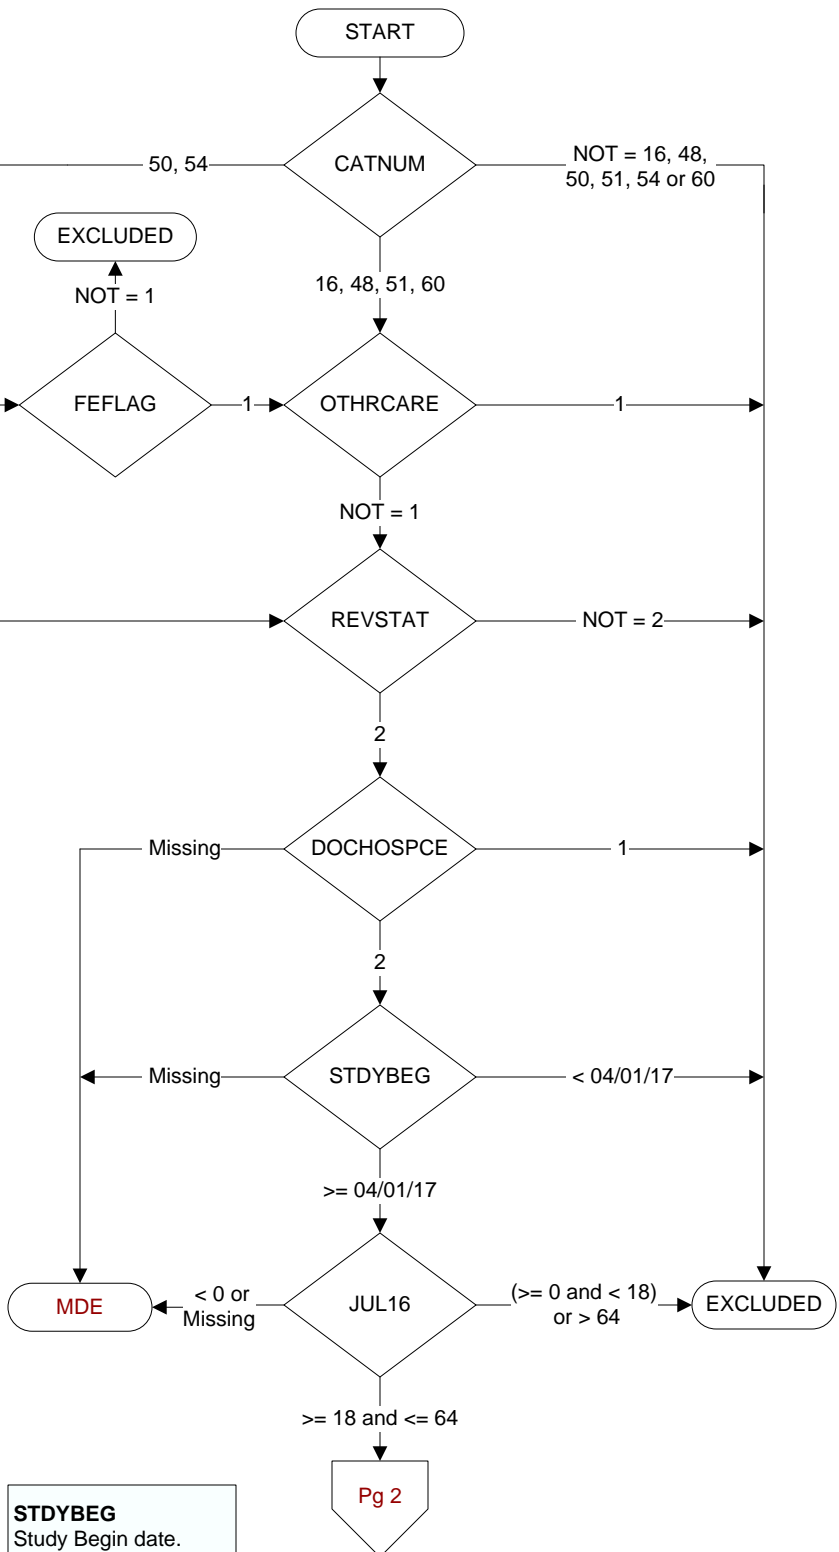 START
50, 54
CATNUM
NOT = 16, 48,
50, 51, 54 or 60
EXCLUDED
NOT = 1
16, 48, 51, 60
FEFLAG
1
OTHRCARE
1
NOT = 1
REVSTAT
NOT = 2
2
Missing
DOCHOSPCE
1
2
Missing
STDYBEG
< 04/01/17
>= 04/01/17
MDE
< 0 or
Missing
JUL16
(>= 0 and < 18)
or > 64
EXCLUDED
>= 18 and <= 64
Pg 2
STDYBEG
Study Begin date.